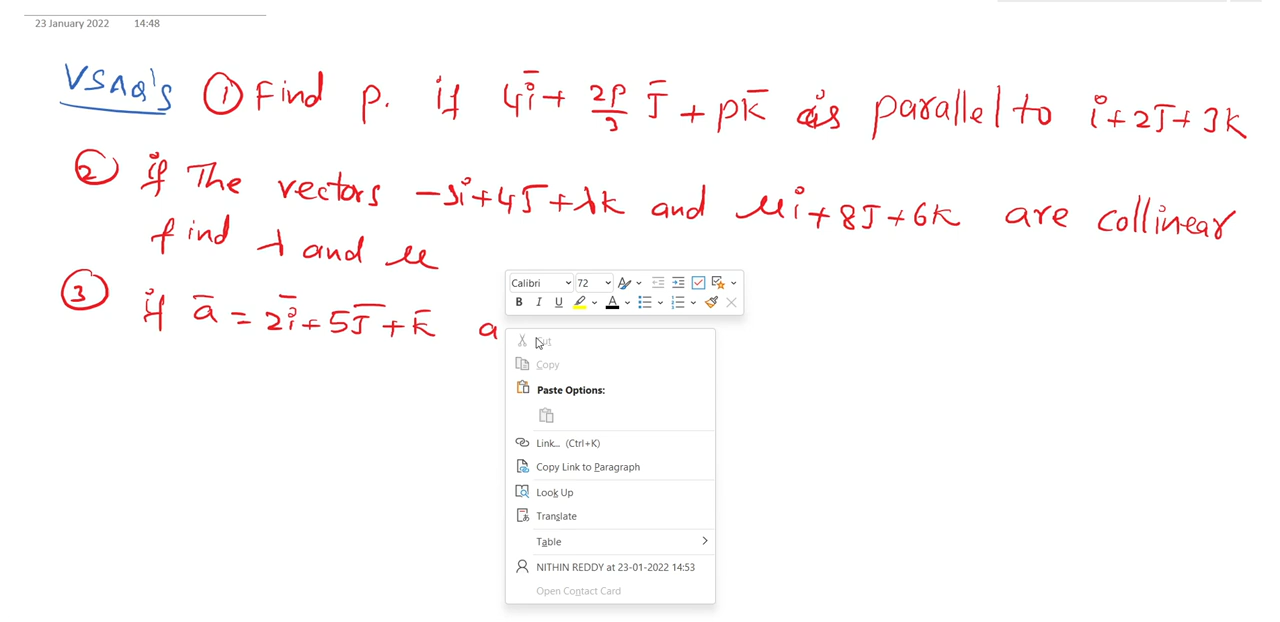 23 January 2022 14:48
VSAQ's ① Find p. if 4i̅ + 2p/3 J̅ + pk̅ is parallel to i+2J+3k
② if The vectors -3i+4J+λk and μi+8J+6k are collinear
find λ and μ
③ if a̅ = 2i̅+5J̅+k̅ a
Calibri 72
B I U A
Cut
Copy
Paste Options:
Link... (Ctrl+K)
Copy Link to Paragraph
Look Up
Translate
Table
NITHIN REDDY at 23-01-2022 14:53
Open Contact Card